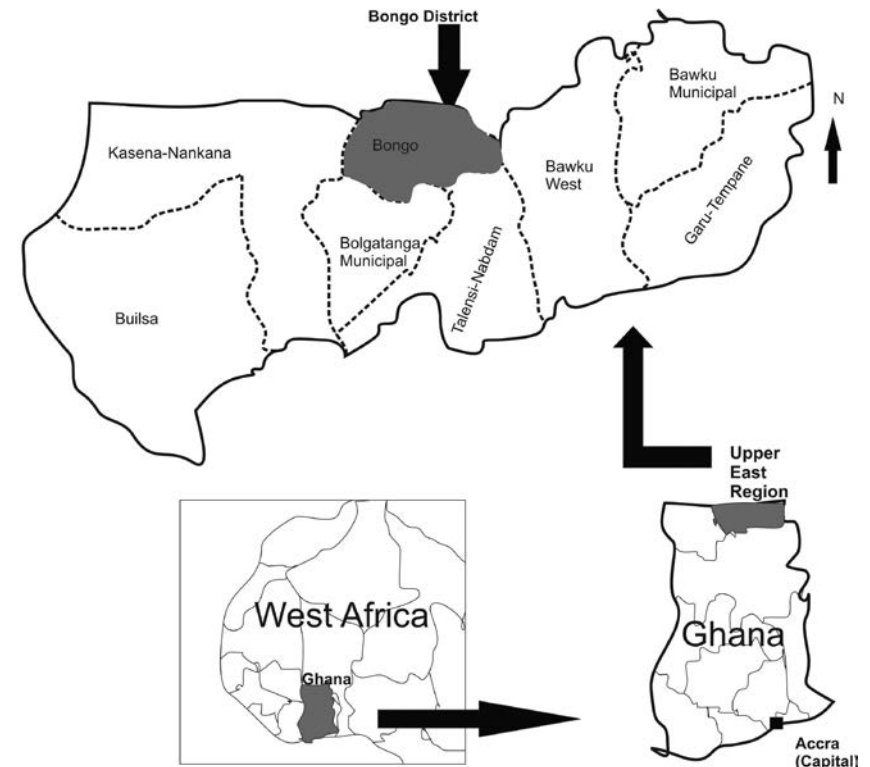 Bongo District
Bawku
Municipal
N
Kasena-Nankana
Bongo
Bawku
West
Garu-Tempane
Bolgatanga
Municipal
Talensi-Nabdam
Builsa
Upper
East
Region
West Africa
Ghana
Ghana
Accra
(Capital)